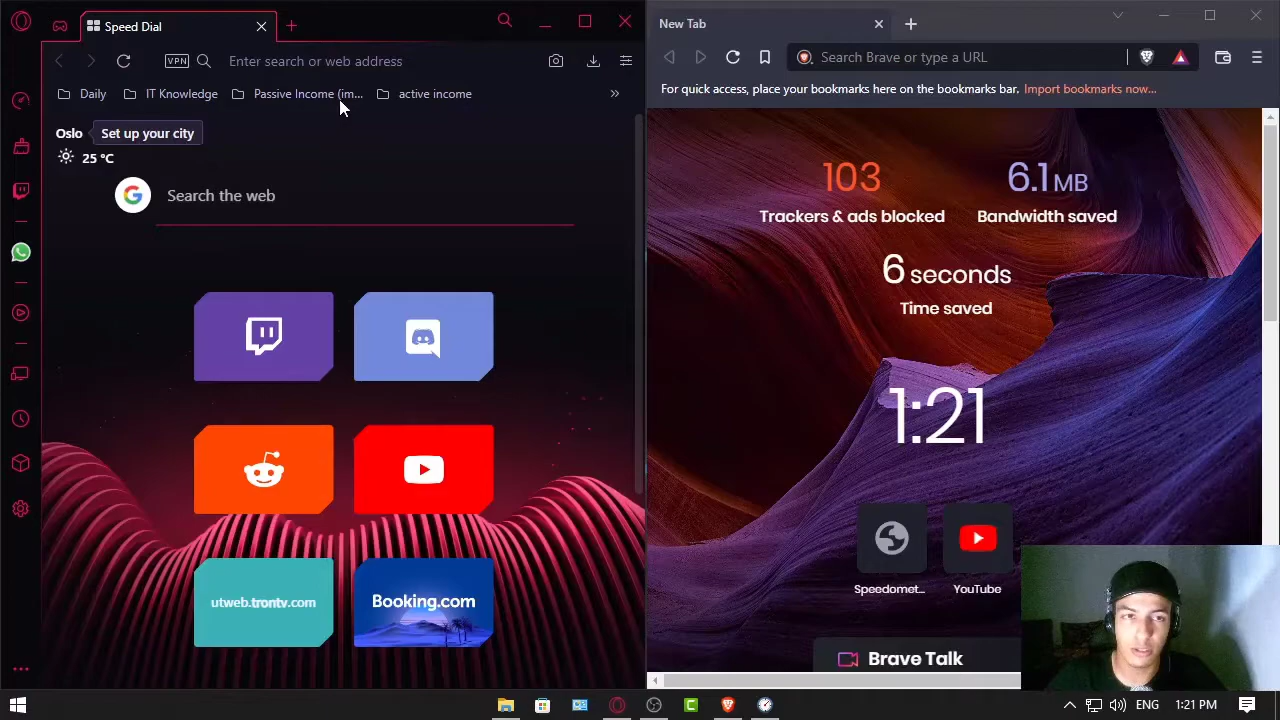 Speed Dial
VPN
Enter search or web address
Daily
IT Knowledge
Passive Income (im...
active income
»
Oslo
Set up your city
25 °C
G
Search the web
utweb.trontv.com
Booking.com
New Tab
Search Brave or type a URL
For quick access, place your bookmarks here on the bookmarks bar. Import bookmarks now...
103
Trackers & ads blocked
6.1 MB
Bandwidth saved
6 seconds
Time saved
1:21
Speedomet...
YouTube
Brave Talk
C
ENG
1:21 PM